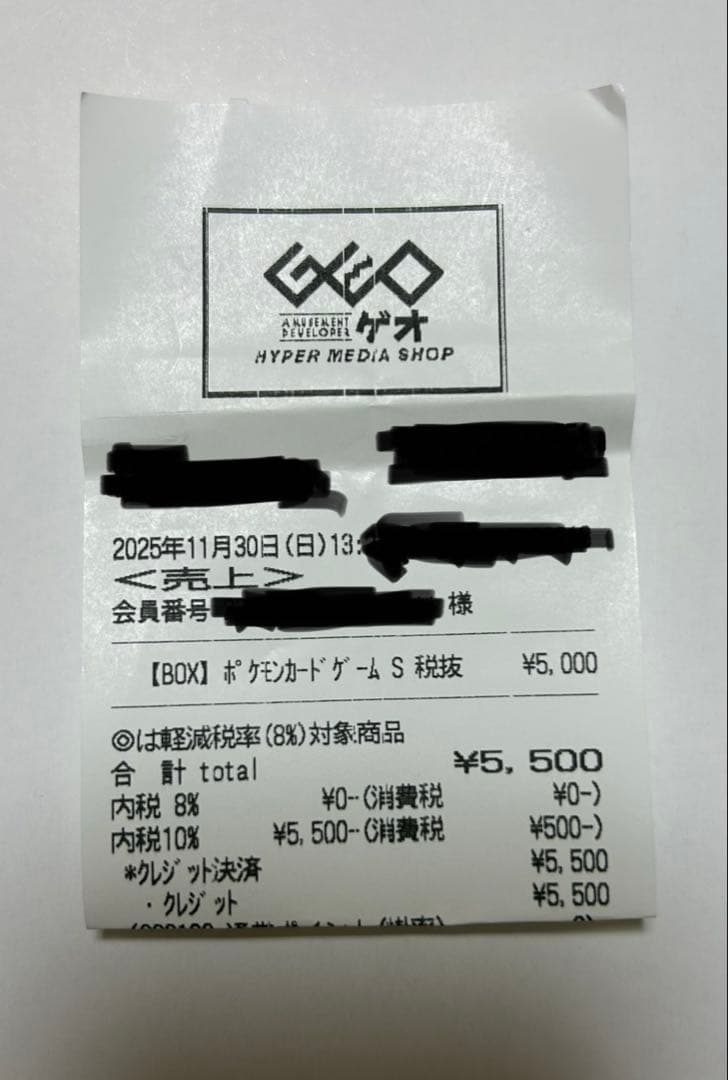 GEO
AMUSEMENT
DEVELOPER ゲオ
HYPER MEDIA SHOP
2025年11月30日(日)13:
<売上>
会員番号 様
【BOX】ポケモンカードゲーム S 税抜 ¥5,000
◎は軽減税率(8%)対象商品
合 計 total ¥5,500
内税 8% ¥0-(消費税 ¥0-)
内税10% ¥5,500-(消費税 ¥500-)
*クレジット決済 ¥5,500
・クレジット ¥5,500